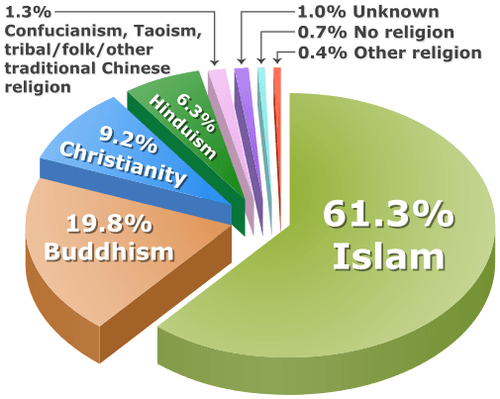 1.3%
Confucianism, Taoism,
tribal/folk/other
traditional Chinese
religion
1.0% Unknown
0.7% No religion
0.4% Other religion
6.3%
Hinduism
9.2%
Christianity
19.8%
Buddhism
61.3%
Islam